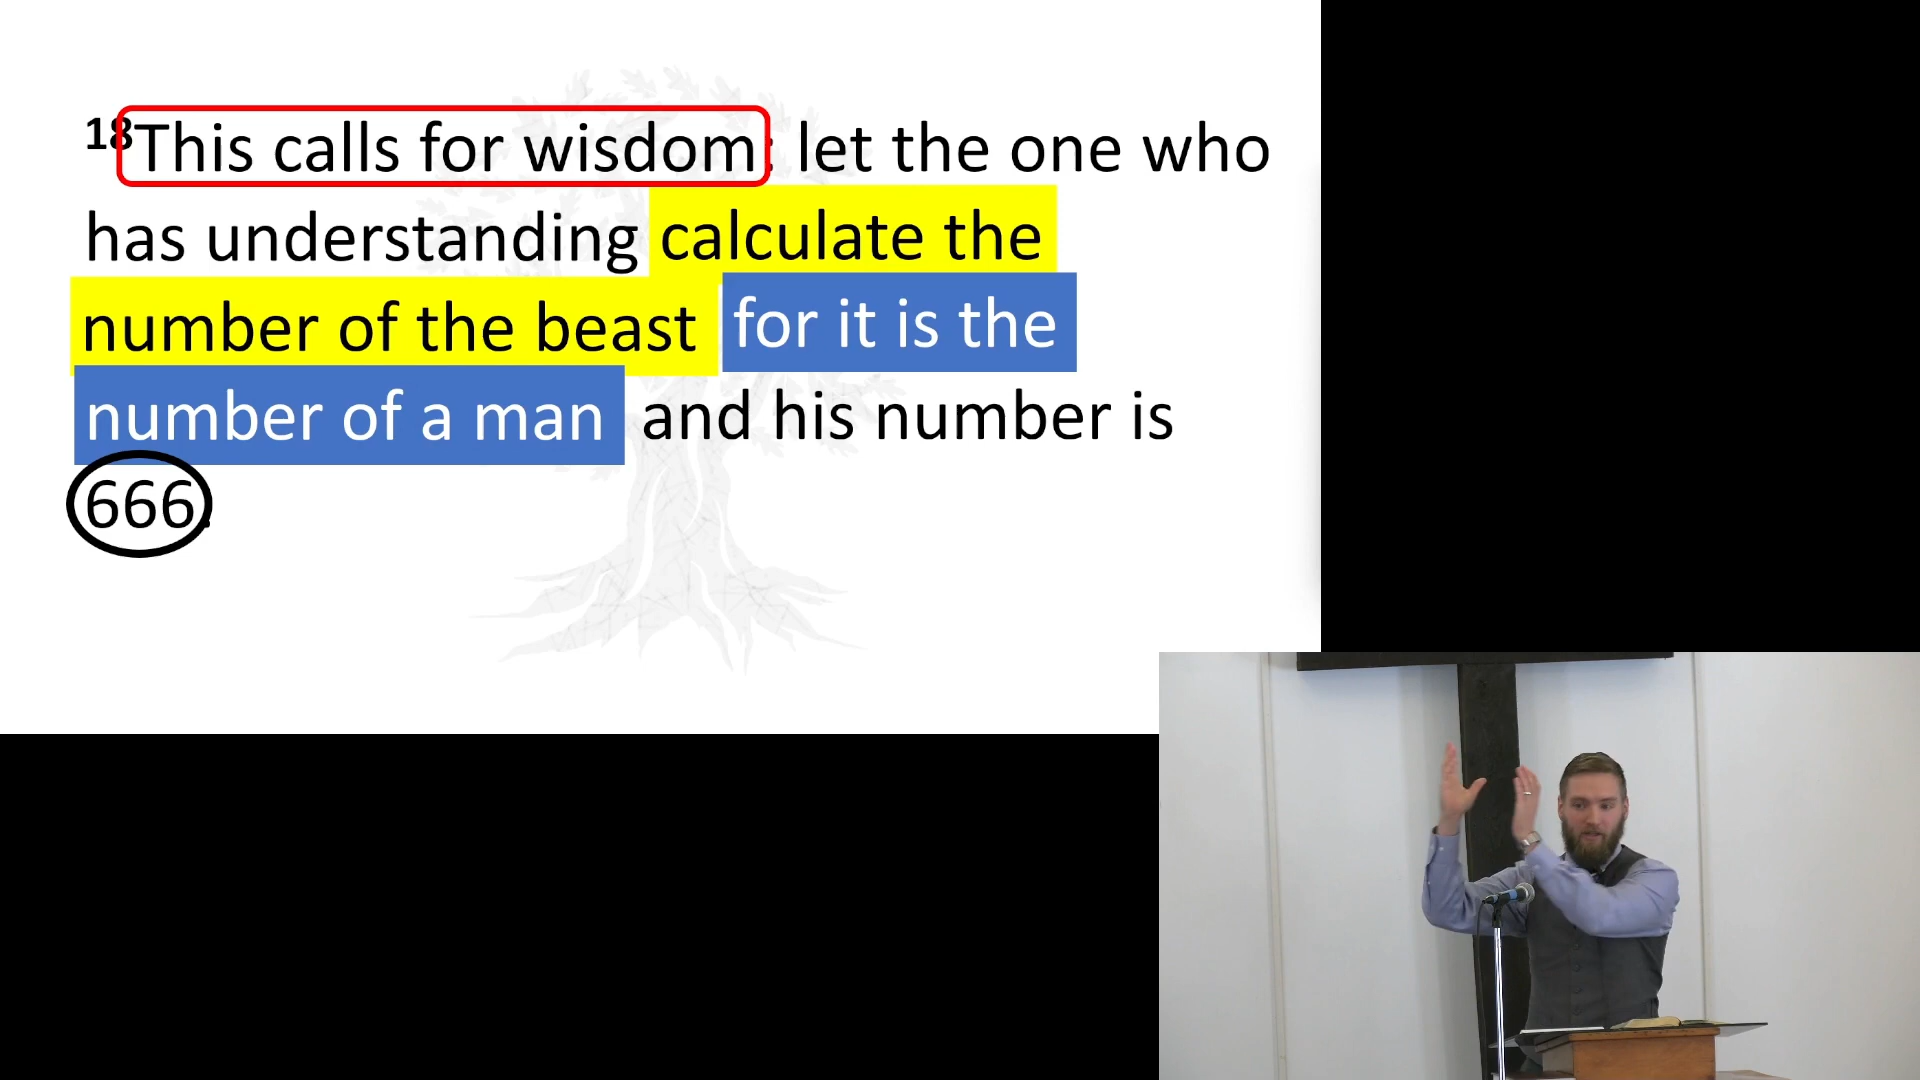 18This calls for wisdom: let the one who
has understanding calculate the
number of the beast for it is the
number of a man and his number is
666.